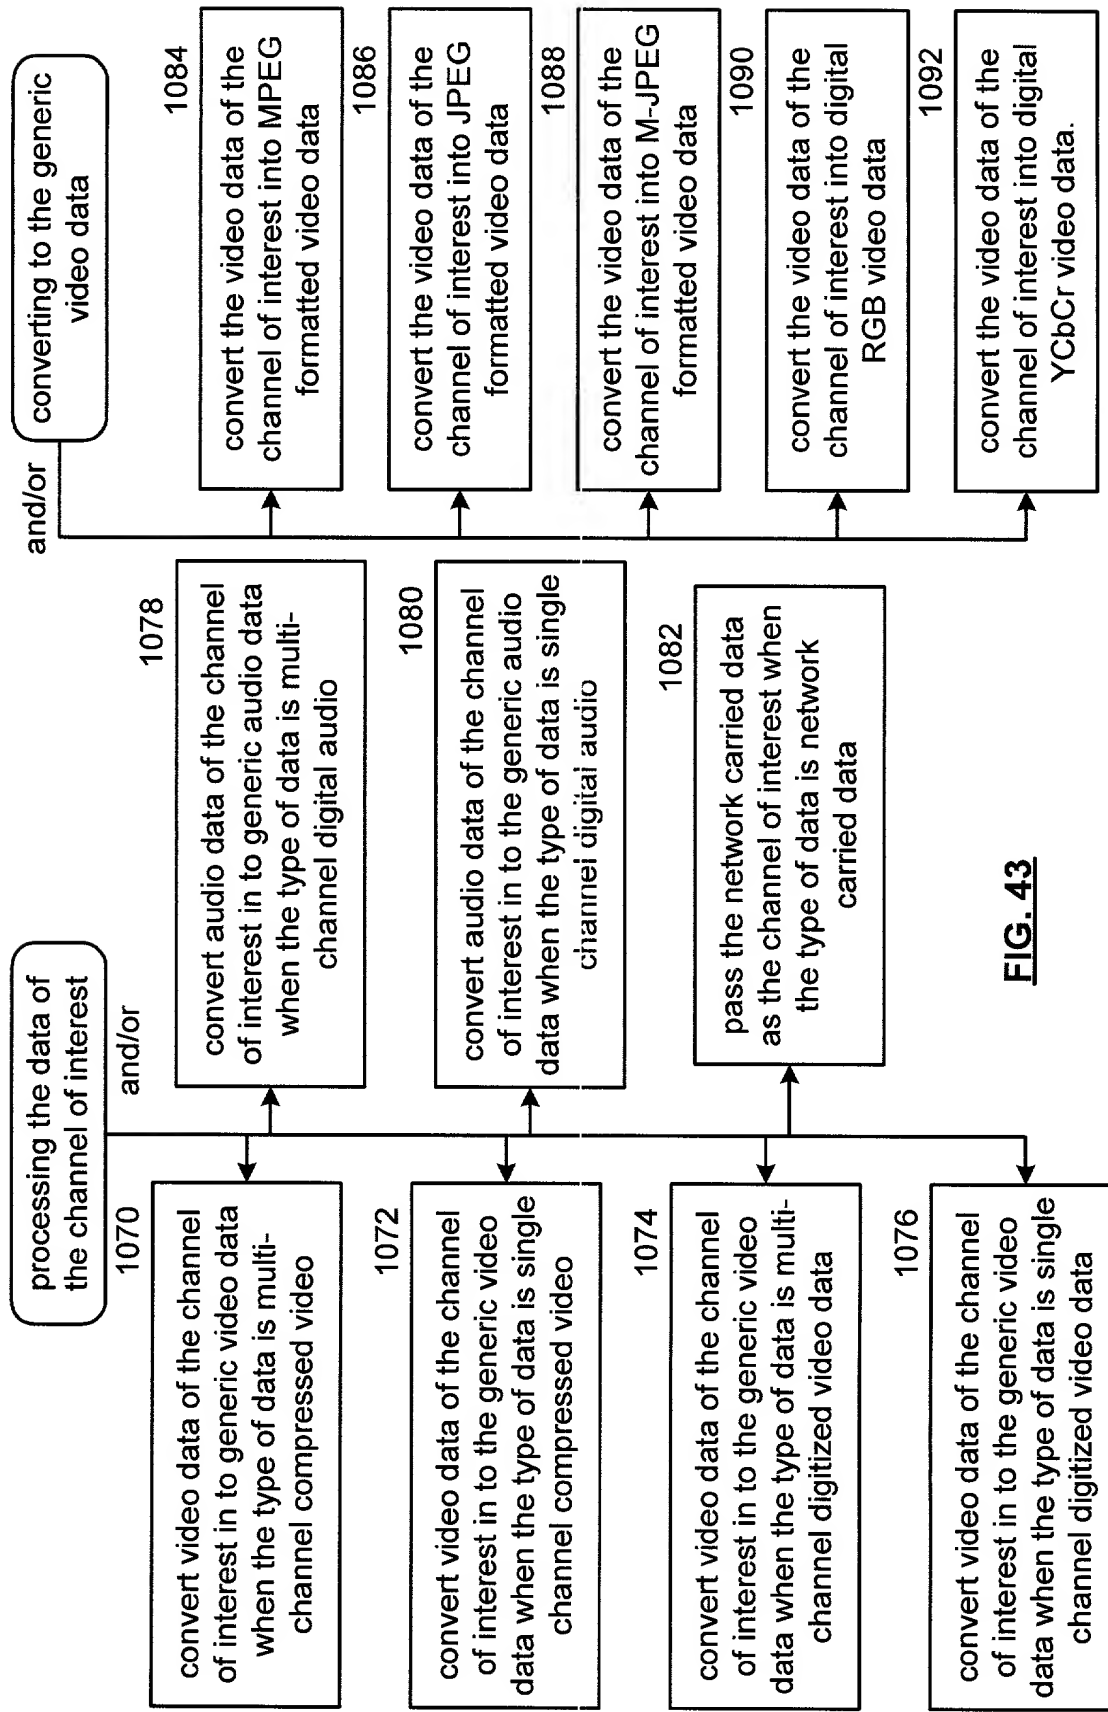 processing the data of
the channel of interest
and/or
1070
convert video data of the channel
of interest in to generic video data
when the type of data is multi-
channel compressed video
1072
convert video data of the channel
of interest in to the generic video
data when the type of data is single
channel compressed video
1074
convert video data of the channel
of interest in to the generic video
data when the type of data is multi-
channel digitized video data
1076
convert video data of the channel
of interest in to the generic video
data when the type of data is single
channel digitized video data
1078
convert audio data of the channel
of interest in to generic audio data
when the type of data is multi-
channel digital audio
1080
convert audio data of the channel
of interest in to the generic audio
data when the type of data is single
channel digital audio
1082
pass the network carried data
as the channel of interest when
the type of data is network
carried data
converting to the generic
video data
and/or
1084
convert the video data of the
channel of interest into MPEG
formatted video data
1086
convert the video data of the
channel of interest into JPEG
formatted video data
1088
convert the video data of the
channel of interest into M-JPEG
formatted video data
1090
convert the video data of the
channel of interest into digital
RGB video data
1092
convert the video data of the
channel of interest into digital
YCbCr video data.
FIG. 43